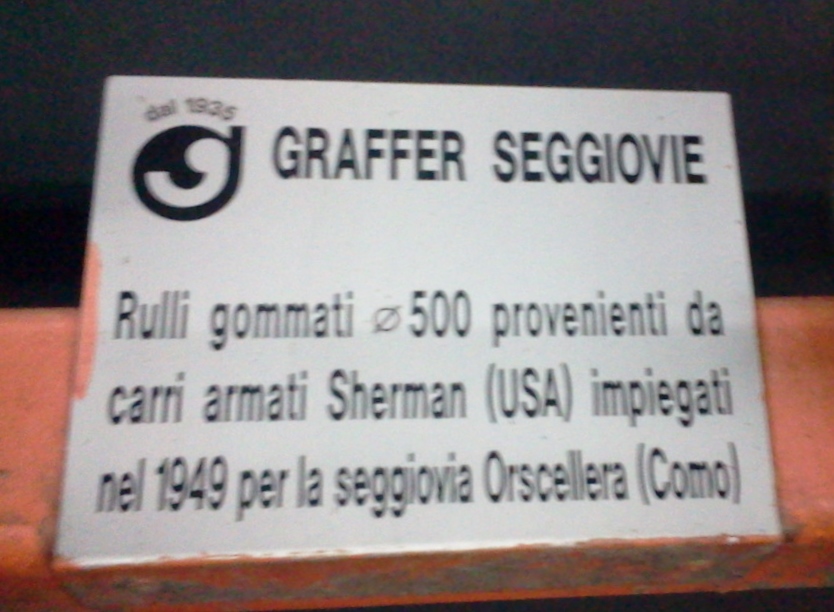 dal 1935
GRAFFER SEGGIOVIE
Rulli gommati ⌀500 provenienti da
carri armati Sherman (USA) impiegati
nel 1949 per la seggiovia Orscellera (Como)